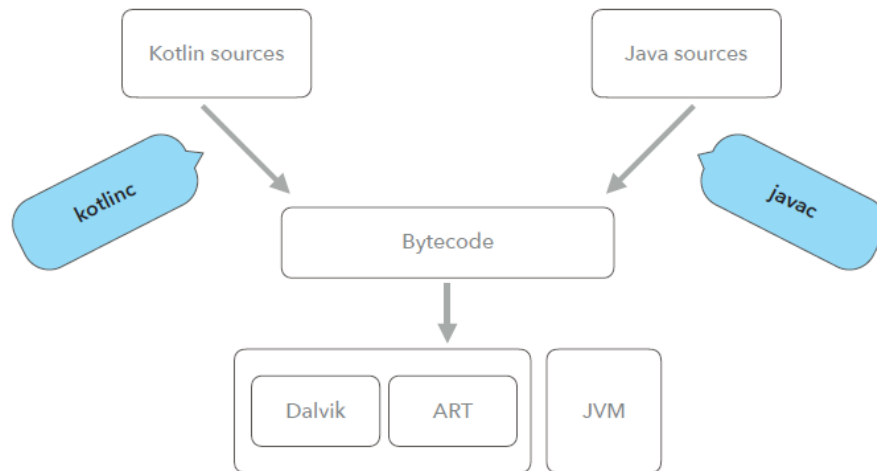 Kotlin sources
Java sources
kotlinc
javac
Bytecode
Dalvik
ART
JVM